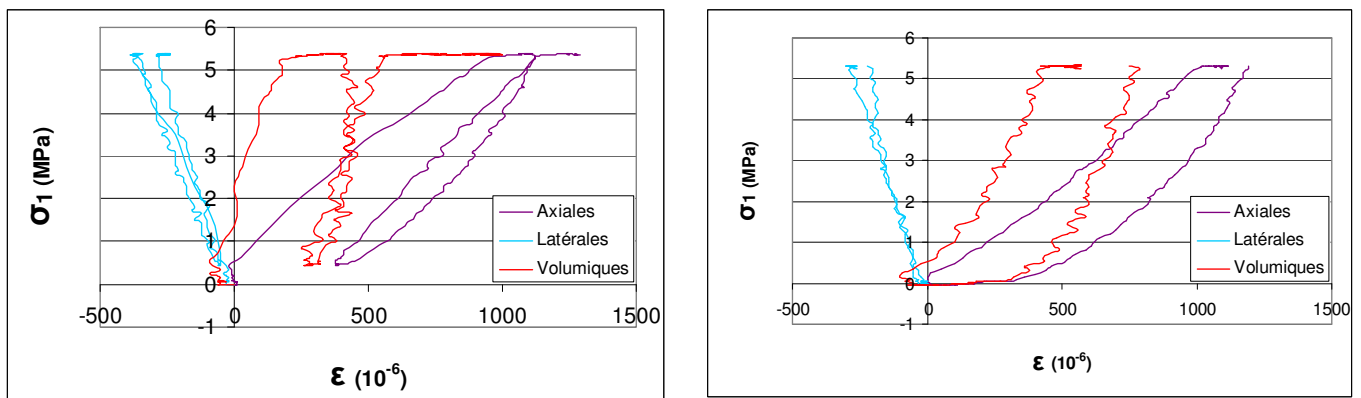 6
5
4
3
2
1
0
-1
-500
0
500
1000
1500
σ1 (MPa)
ε (10-6)
Axiales
Latérales
Volumiques
6
5
4
3
2
1
0
-1
-500
0
500
1000
1500
σ1 (MPa)
ε (10-6)
Axiales
Latérales
Volumiques